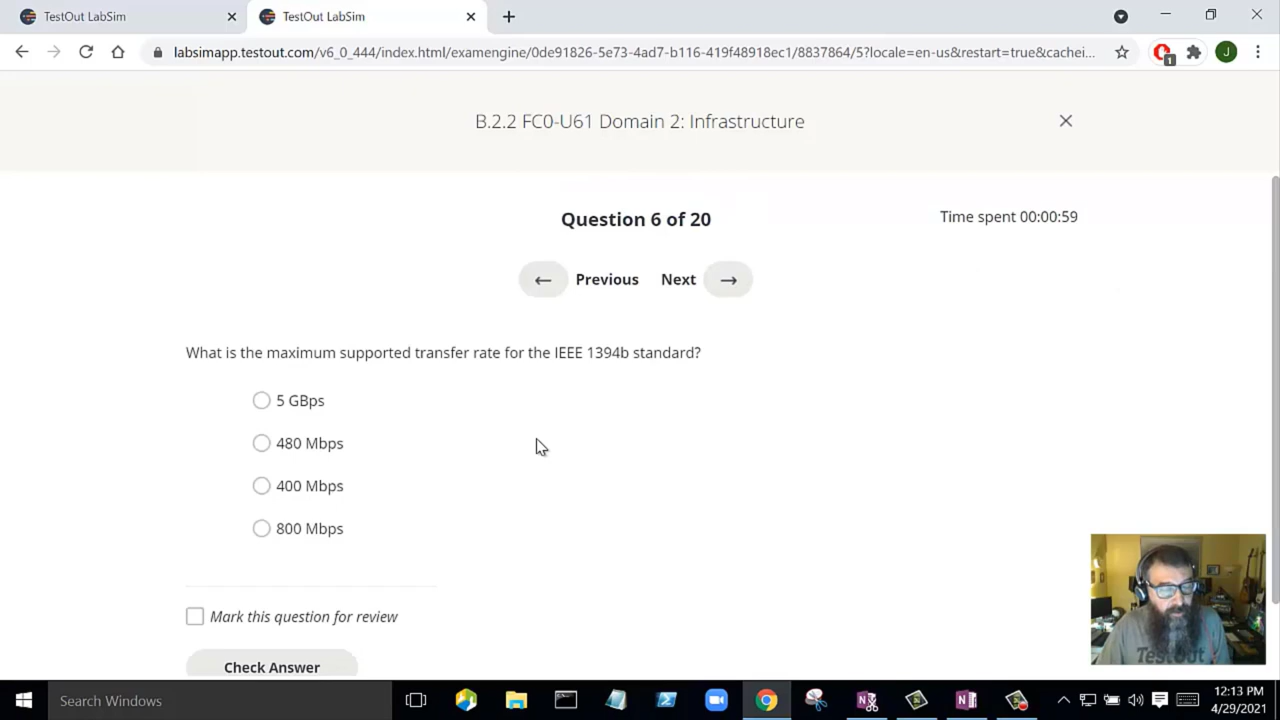 TestOut LabSim
TestOut LabSim
labsimapp.testout.com/v6_0_444/index.html/examengine/0de91826-5e73-4ad7-b116-419f48918ec1/8837864/5?locale=en-us&restart=true&cachei...
1
J
B.2.2 FC0-U61 Domain 2: Infrastructure
Question 6 of 20
Time spent 00:00:59
Previous Next
What is the maximum supported transfer rate for the IEEE 1394b standard?
5 GBps
480 Mbps
400 Mbps
800 Mbps
Mark this question for review
Check Answer
TestOut
Search Windows
12:13 PM
4/29/2021